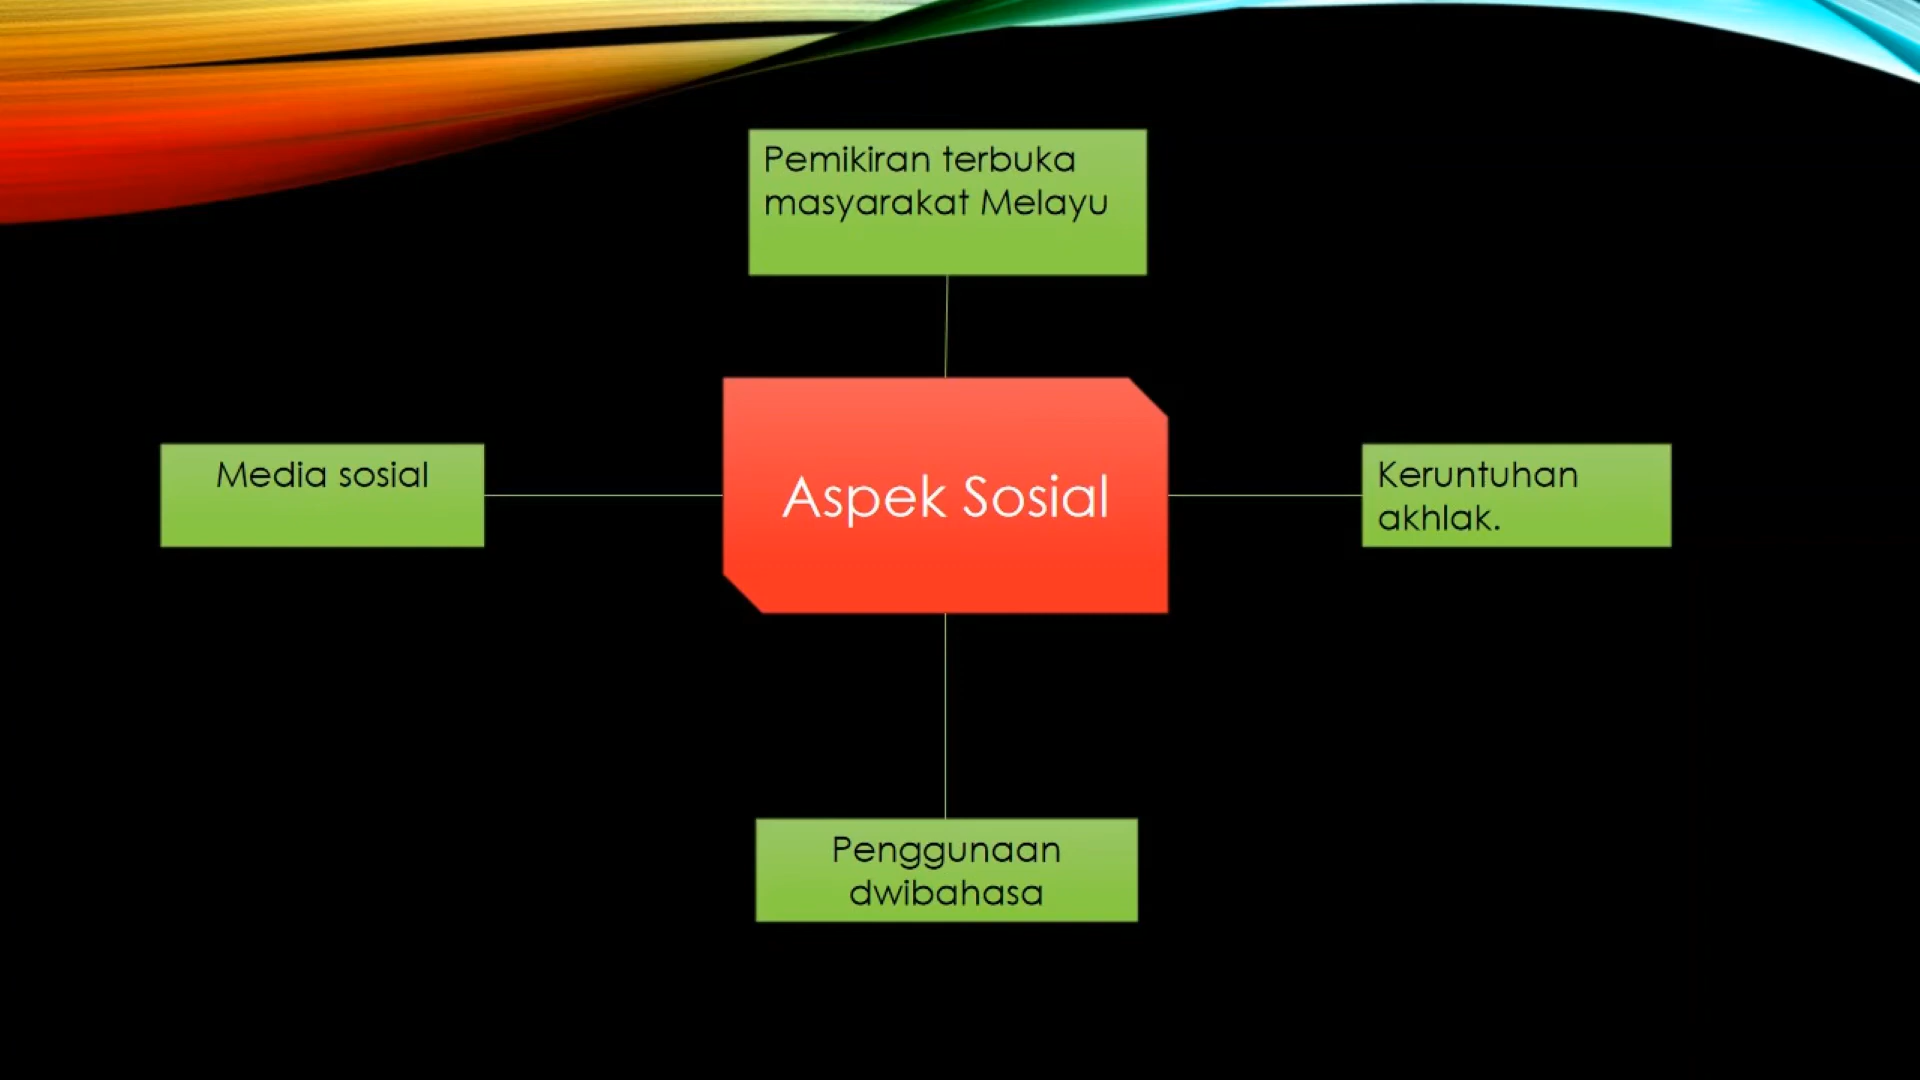 Pemikiran terbuka
masyarakat Melayu
Media sosial
Aspek Sosial
Keruntuhan
akhlak.
Penggunaan
dwibahasa